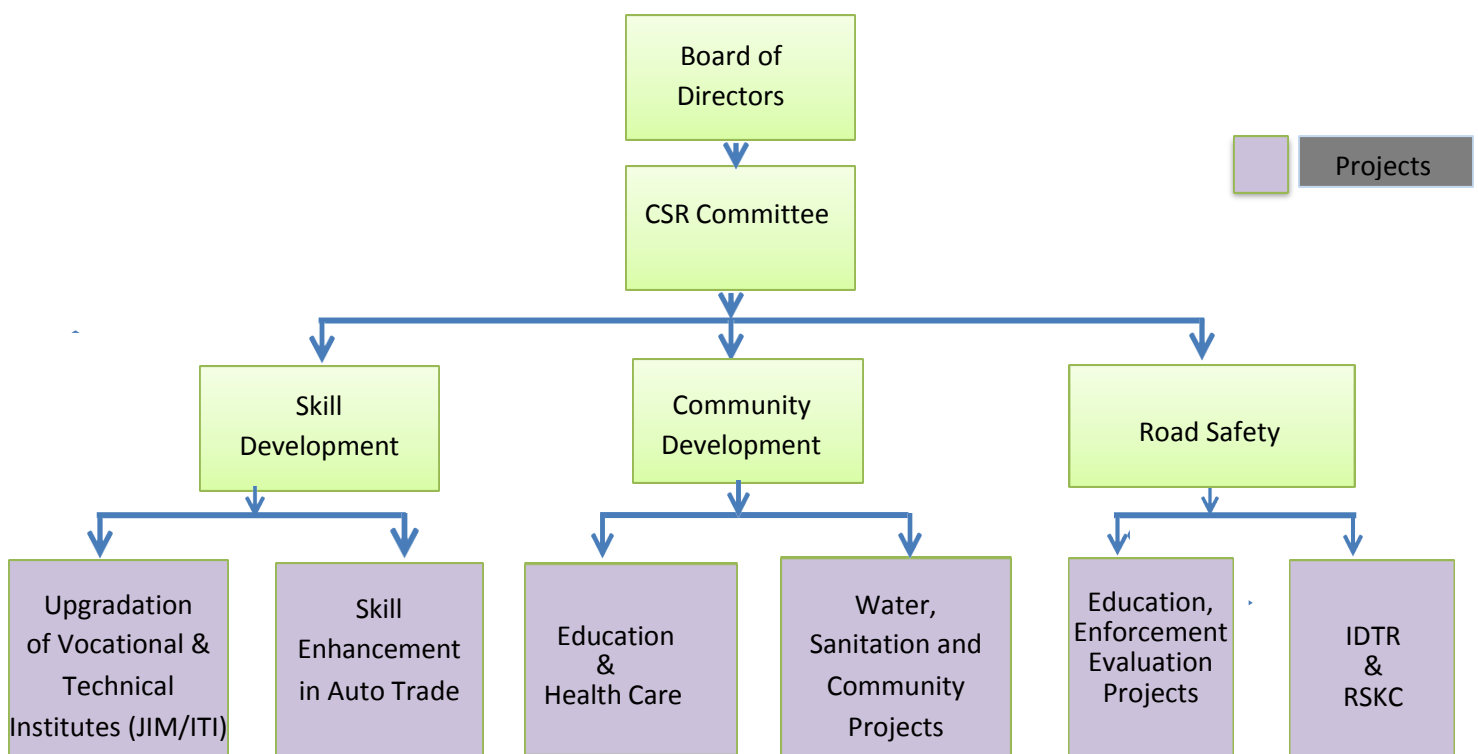 Board of
Directors
Projects
CSR Committee
Skill
Development
Community
Development
Road Safety
Upgradation
of Vocational &
Technical
Institutes (JIM/ITI)
Skill
Enhancement
in Auto Trade
Education
&
Health Care
Water,
Sanitation and
Community
Projects
Education,
Enforcement
Evaluation
Projects
IDTR
&
RSKC